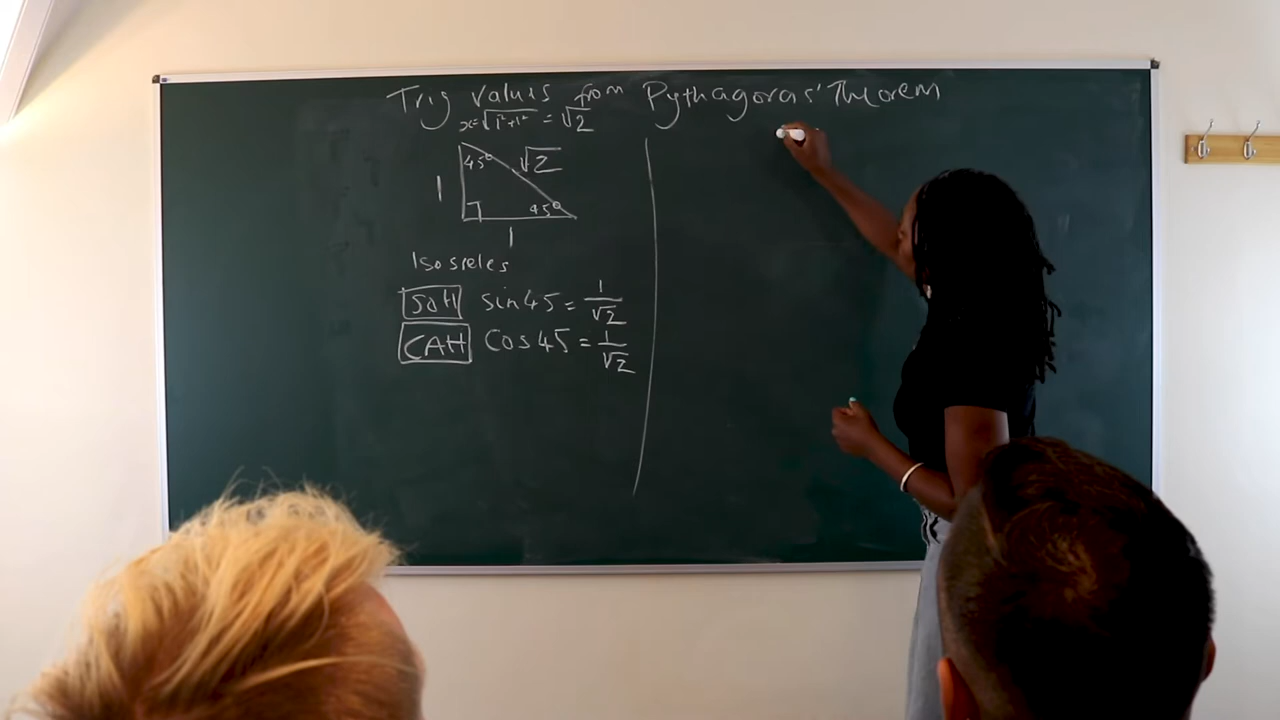 Trig values from Pythagoras' Theorem
x=√1²+1² = √2
45° √2
1
45°
1
Isosreles
SOH sin45 = 1/√2
CAH Cos45 = 1/√2